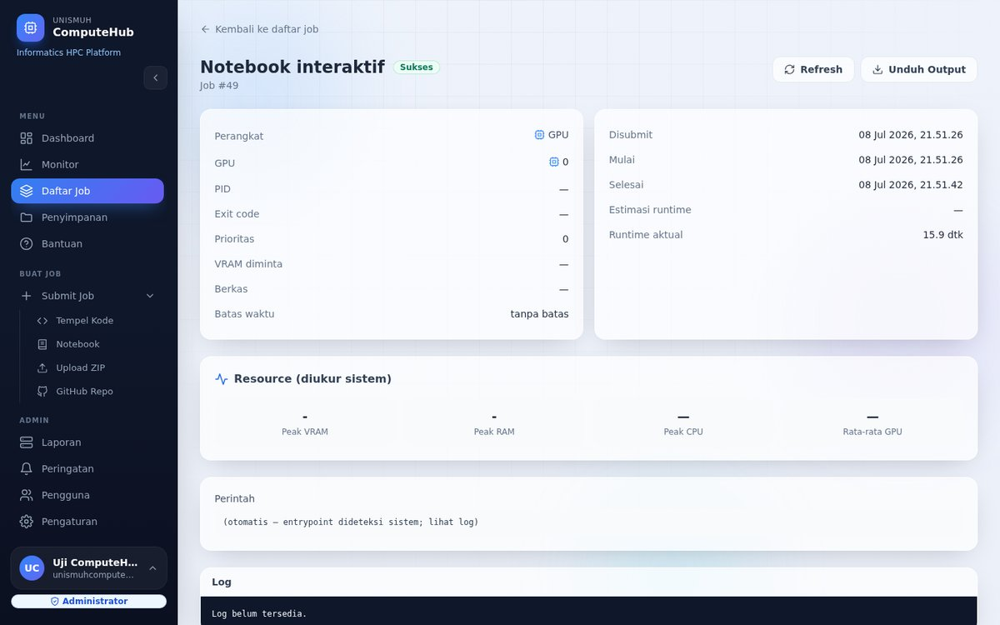 UNISMUH
ComputeHub
Informatics HPC Platform
MENU
Dashboard
Monitor
Daftar Job
Penyimpanan
Bantuan
BUAT JOB
Submit Job
Tempel Kode
Notebook
Upload ZIP
GitHub Repo
ADMIN
Laporan
Peringatan
Pengguna
Pengaturan
UC
Uji ComputeH...
unismuhcompute...
Administrator
Kembali ke daftar job
Notebook interaktif Sukses
Job #49
Refresh
Unduh Output
Perangkat GPU
GPU 0
PID —
Exit code —
Prioritas 0
VRAM diminta —
Berkas —
Batas waktu tanpa batas
Disubmit 08 Jul 2026, 21.51.26
Mulai 08 Jul 2026, 21.51.26
Selesai 08 Jul 2026, 21.51.42
Estimasi runtime —
Runtime aktual 15.9 dtk
Resource (diukur sistem)
- - — —
Peak VRAM Peak RAM Peak CPU Rata-rata GPU
Perintah
(otomatis — entrypoint dideteksi sistem; lihat log)
Log
Log belum tersedia.